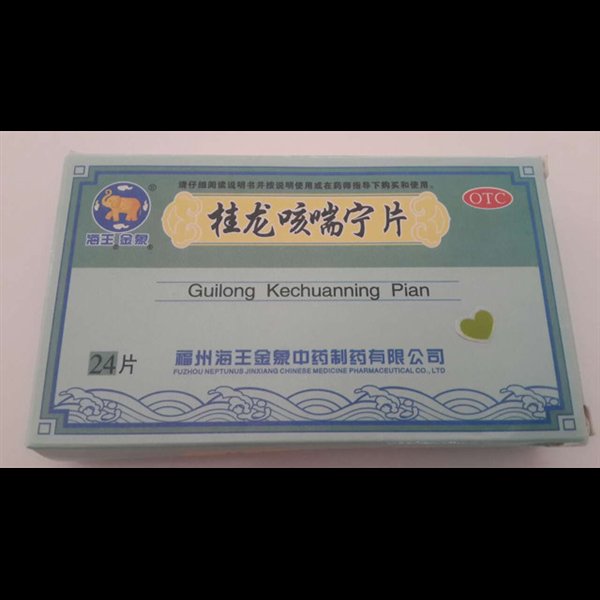 请仔细阅读说明书并按说明使用或在药师指导下购买和使用。
OTC
®
海王 金象
® ®
桂龙咳喘宁片
Guilong Kechuanning Pian
24片
福州海王金象中药制药有限公司
FUZHOU NEPTUNUS JINXIANG CHINESE MEDICINE PHARMACEUTICAL CO., LTD